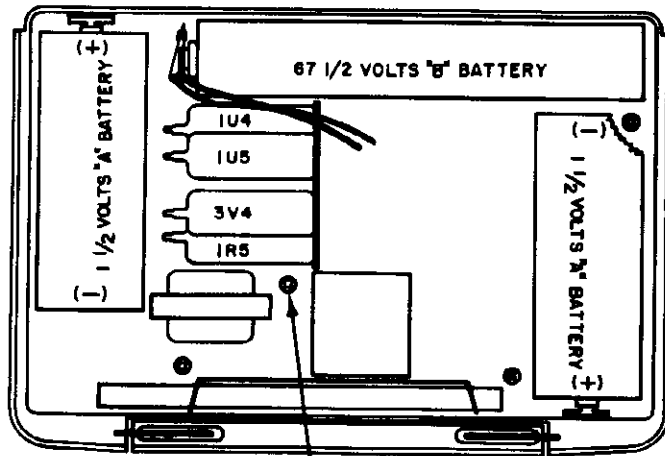 (+)
1 1/2 VOLTS "A" BATTERY
(-)
67 1/2 VOLTS "B" BATTERY
1U4
1U5
3V4
1R5
(-)
1 1/2 VOLTS "A" BATTERY
(+)